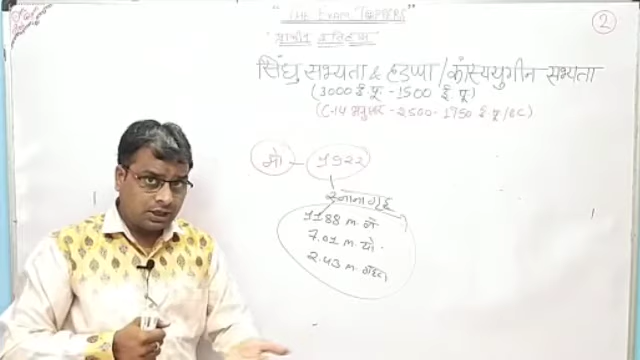 "THE EXAM TOPPERS"
2
प्राचीन इतिहास
सिंधु सभ्यता & हडप्पा/कांस्ययुगीन सभ्यता
(3000 ई. पू. - 1500 ई. पू.)
(C-14 अनुसार - 2500 - 1750 ई. पू/BC)
मो - 1922
स्नानागृह
11.88 m. लं
7.01 m. चौ.
2.43 m. गहरा